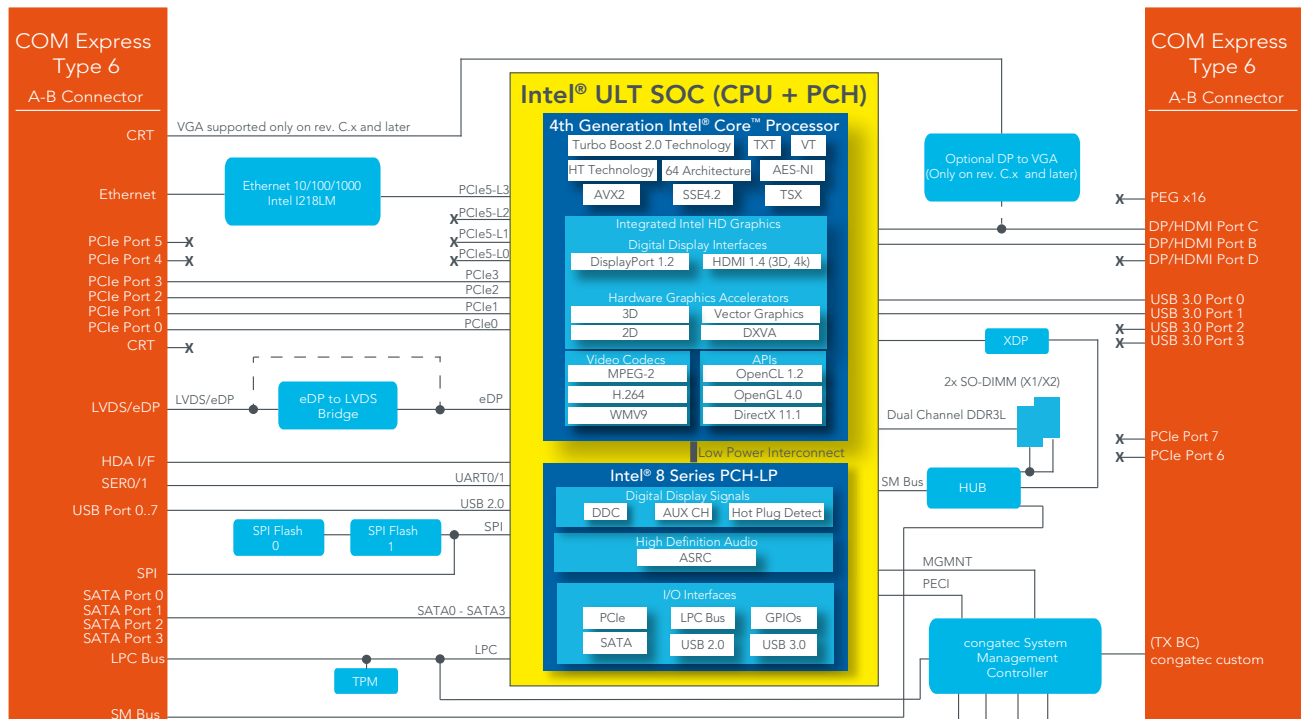 COM Express
Type 6
A-B Connector
CRT
Ethernet
PCIe Port 5
PCIe Port 4
PCIe Port 3
PCIe Port 2
PCIe Port 1
PCIe Port 0
CRT
LVDS/eDP
HDA I/F
SER0/1
USB Port 0..7
SPI
SATA Port 0
SATA Port 1
SATA Port 2
SATA Port 3
LPC Bus
SM Bus
VGA supported only on rev. C.x and later
Ethernet 10/100/1000
Intel I218LM
X
X
X
LVDS/eDP
eDP to LVDS
Bridge
eDP
SPI Flash
0
SPI Flash
1
TPM
PCIe5-L3
X PCIe5-L2
X PCIe5-L1
X PCIe5-L0
PCIe3
PCIe2
PCIe1
PCIe0
UART0/1
USB 2.0
SPI
SATA0 - SATA3
LPC
Intel® ULT SOC (CPU + PCH)
4th Generation Intel® Core™ Processor
Turbo Boost 2.0 Technology
TXT
VT
HT Technology
64 Architecture
AES-NI
AVX2
SSE4.2
TSX
Integrated Intel HD Graphics
Digital Display Interfaces
DisplayPort 1.2
HDMI 1.4 (3D, 4k)
Hardware Graphics Accelerators
3D
Vector Graphics
2D
DXVA
Video Codecs
MPEG-2
H.264
WMV9
APIs
OpenCL 1.2
OpenGL 4.0
DirectX 11.1
Low Power Interconnect
Intel® 8 Series PCH-LP
Digital Display Signals
DDC
AUX CH
Hot Plug Detect
High Definition Audio
ASRC
I/O Interfaces
PCIe
LPC Bus
GPIOs
SATA
USB 2.0
USB 3.0
Optional DP to VGA
(Only on rev. C.x and later)
XDP
2x SO-DIMM (X1/X2)
Dual Channel DDR3L
SM Bus
HUB
MGMNT
PECI
congatec System
Management
Controller
COM Express
Type 6
A-B Connector
X PEG x16
DP/HDMI Port C
DP/HDMI Port B
X DP/HDMI Port D
USB 3.0 Port 0
USB 3.0 Port 1
X USB 3.0 Port 2
X USB 3.0 Port 3
X PCIe Port 7
X PCIe Port 6
(TX BC)
congatec custom